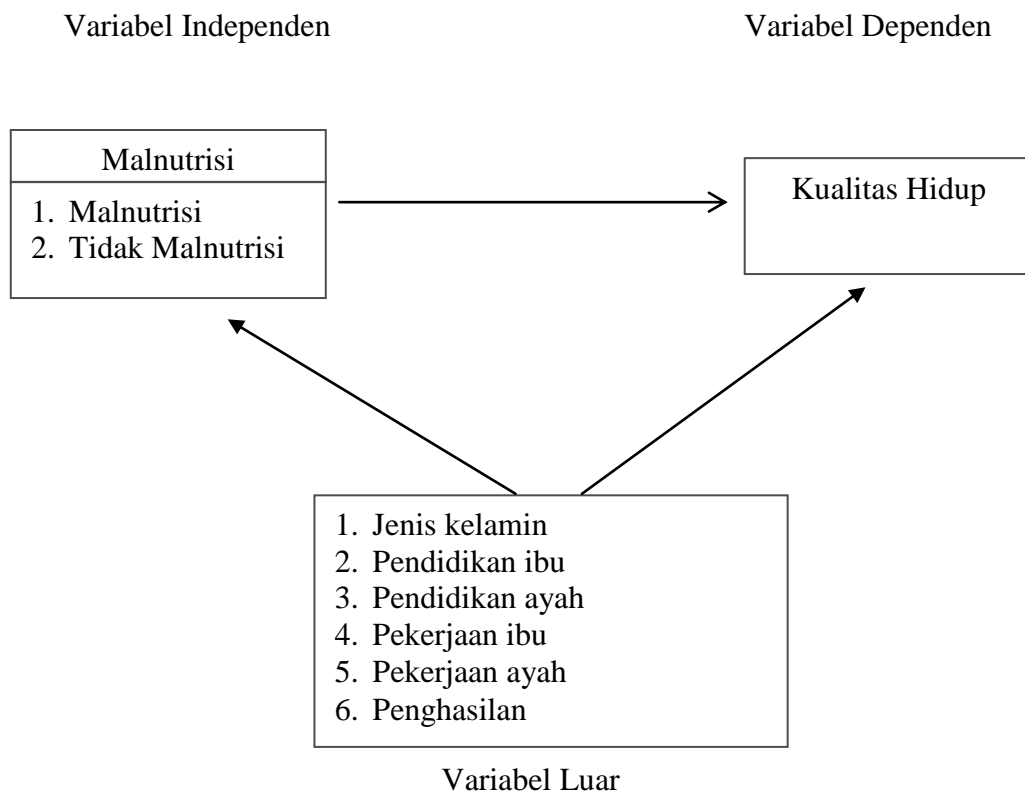 Variabel Independen
Variabel Dependen
Malnutrisi
1. Malnutrisi
2. Tidak Malnutrisi
Kualitas Hidup
1. Jenis kelamin
2. Pendidikan ibu
3. Pendidikan ayah
4. Pekerjaan ibu
5. Pekerjaan ayah
6. Penghasilan
Variabel Luar